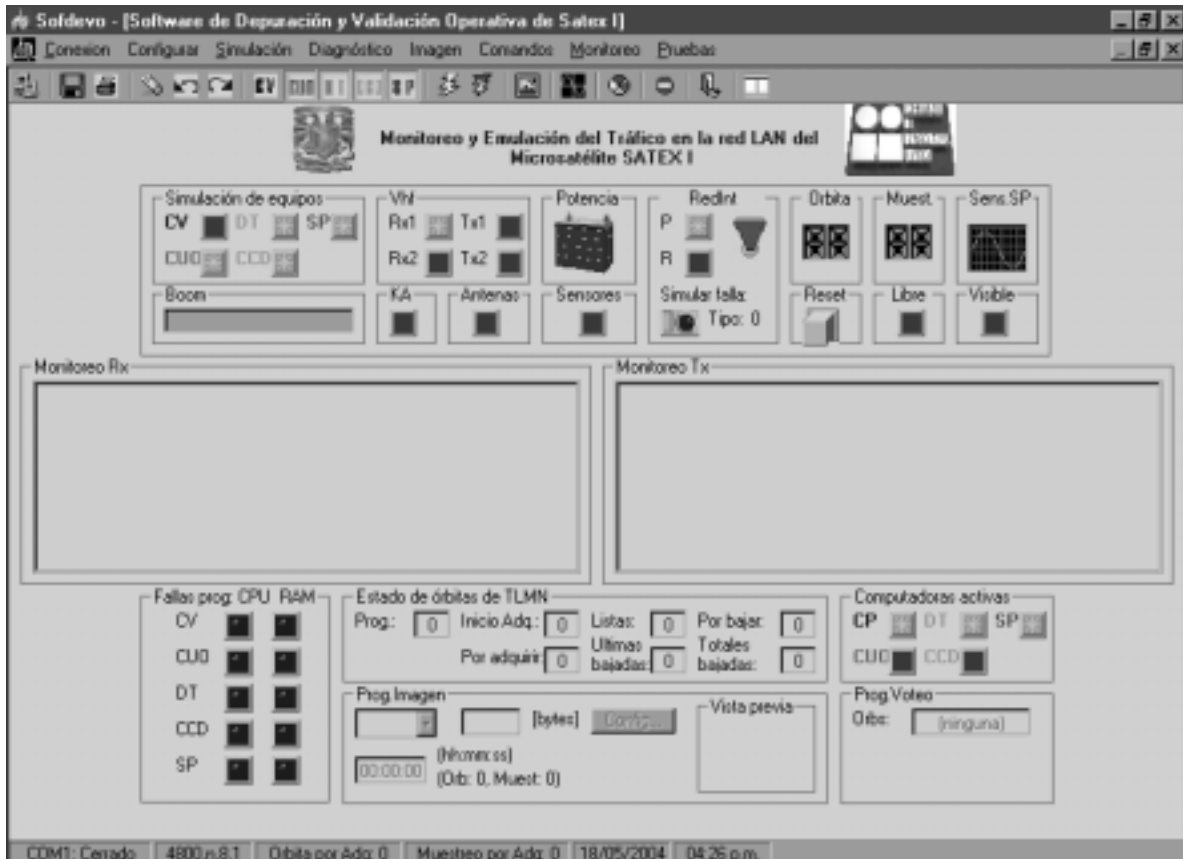 Sofdevo - [Software de Depuración y Validación Operativa de Satex I]
Conexion Configurar Simulación Diagnóstico Imagen Comandos Monitoreo Pruebas
CV CUO DT CCD SP
Monitoreo y Emulación del Tráfico en la red LAN del
Microsatélite SATEX I
Simulación de equipos Vhf Potencia RedInt Orbita Muest. Sens.SP
CV DT SP Rx1 Tx1 P
CUO CCD Rx2 Tx2 R
Boom KA Antenas Sensores Simular falla: Reset Libre Visible
Tipo: 0
Monitoreo Rx Monitoreo Tx
Fallas prog: CPU RAM Estado de órbitas de TLMN Computadoras activas
CV Prog.: 0 Inicio Adq.: 0 Listas: 0 Por bajar: 0 CP DT SP
CUO Por adquirir: 0 Ultimas bajadas: 0 Totales bajadas: 0 CUO CCD
DT Prog.Imagen Vista previa Prog.Voteo
CCD [bytes] Config... Orbs: (ninguna)
SP 00:00:00 (hh:mm:ss)
(Orb: 0, Muest: 0)
COM1: Cerrado 4800,n,8,1 Orbita por Adq: 0 Muestreo por Adq: 0 18/05/2004 04:26 p.m.